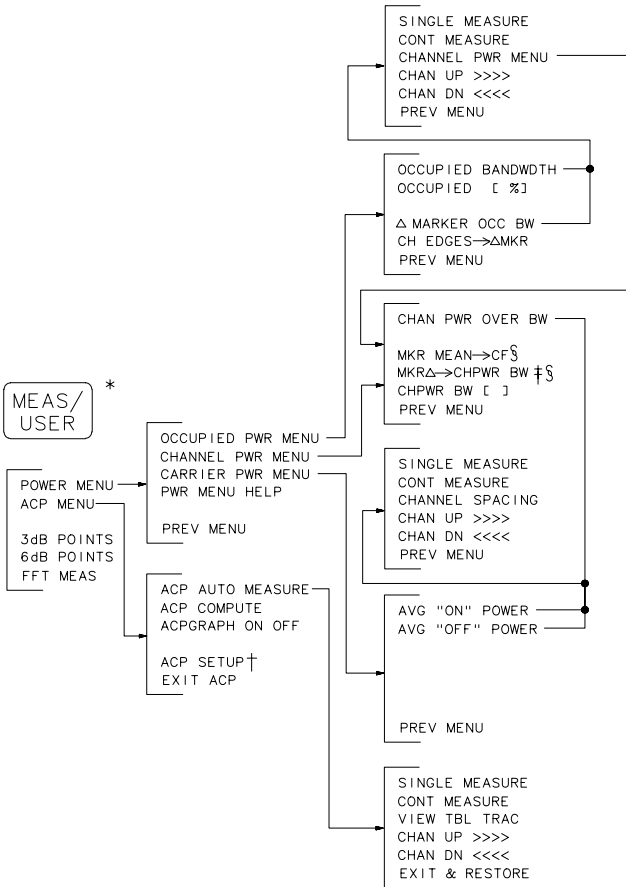 SINGLE MEASURE
CONT MEASURE
CHANNEL PWR MENU
CHAN UP >>>>
CHAN DN <<<<
PREV MENU
OCCUPIED BANDWDTH
OCCUPIED [ %]
△ MARKER OCC BW
CH EDGES→△MKR
PREV MENU
CHAN PWR OVER BW
MKR MEAN→CF§
MKR△→CHPWR BW ‡§
CHPWR BW [ ]
PREV MENU
MEAS/
USER
*
OCCUPIED PWR MENU
CHANNEL PWR MENU
CARRIER PWR MENU
PWR MENU HELP
PREV MENU
POWER MENU
ACP MENU
3dB POINTS
6dB POINTS
FFT MEAS
SINGLE MEASURE
CONT MEASURE
CHANNEL SPACING
CHAN UP >>>>
CHAN DN <<<<
PREV MENU
ACP AUTO MEASURE
ACP COMPUTE
ACPGRAPH ON OFF
ACP SETUP†
EXIT ACP
AVG "ON" POWER
AVG "OFF" POWER
PREV MENU
SINGLE MEASURE
CONT MEASURE
VIEW TBL TRAC
CHAN UP >>>>
CHAN DN <<<<
EXIT & RESTORE